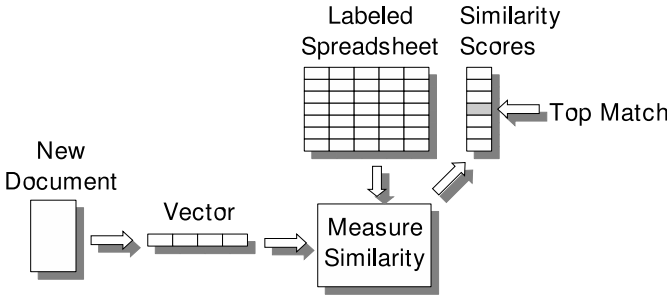 Labeled
Spreadsheet
Similarity
Scores
Top Match
New
Document
Vector
Measure
Similarity